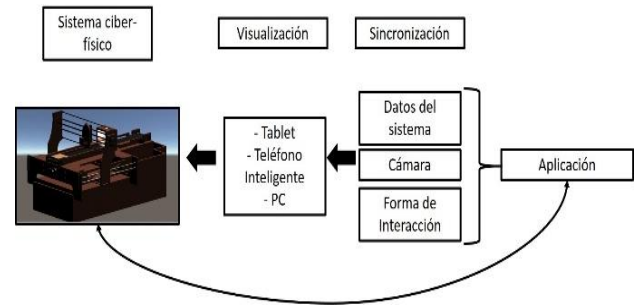 Sistema ciber-
físico
Visualización
Sincronización
- Tablet
- Teléfono
Inteligente
- PC
Datos del
sistema
Cámara
Forma de
Interacción
Aplicación